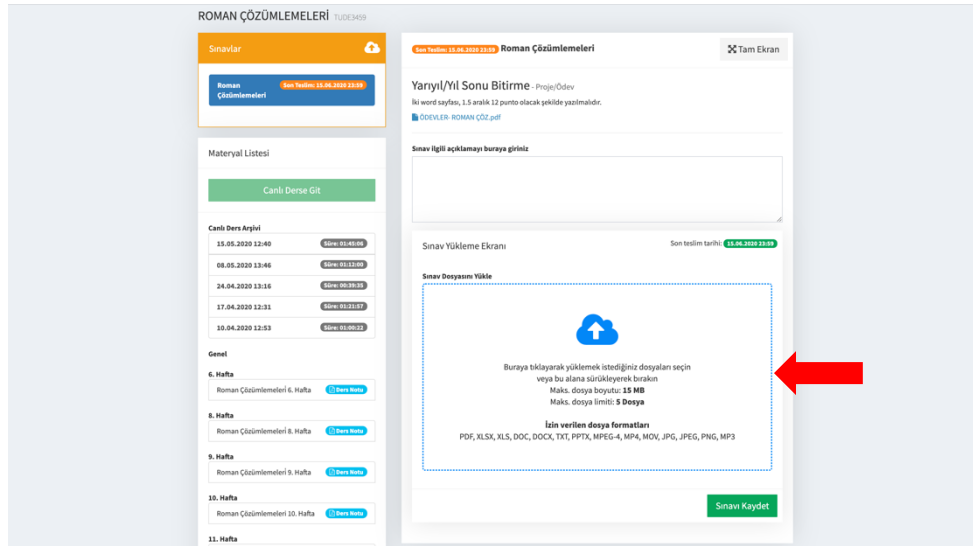 ROMAN ÇÖZÜMLEMELERİ TUDE3459
Sınavlar
Roman Çözümlemeleri
Son Teslim: 15.06.2020 23:59
Materyal Listesi
Canlı Derse Git
Canlı Ders Arşivi
15.05.2020 12:40 Süre: 01:45:06
08.05.2020 13:46 Süre: 01:12:00
24.04.2020 13:16 Süre: 00:39:35
17.04.2020 12:31 Süre: 01:21:57
10.04.2020 12:53 Süre: 01:00:22
Genel
6. Hafta
Roman Çözümlemeleri 6. Hafta Ders Notu
8. Hafta
Roman Çözümlemeleri 8. Hafta Ders Notu
9. Hafta
Roman Çözümlemeleri 9. Hafta Ders Notu
10. Hafta
Roman Çözümlemeleri 10. Hafta Ders Notu
11. Hafta
Son Teslim: 15.06.2020 23:59 Roman Çözümlemeleri
Tam Ekran
Yarıyıl/Yıl Sonu Bitirme - Proje/Ödev
İki word sayfası, 1.5 aralık 12 punto olacak şekilde yazılmalıdır.
ÖDEVLER- ROMAN ÇÖZ.pdf
Sınav ilgili açıklamayı buraya giriniz
Sınav Yükleme Ekranı
Son teslim tarihi: 15.06.2020 23:59
Sınav Dosyasını Yükle
Buraya tıklayarak yüklemek istediğiniz dosyaları seçin
veya bu alana sürükleyerek bırakın
Maks. dosya boyutu: 15 MB
Maks. dosya limiti: 5 Dosya
İzin verilen dosya formatları
PDF, XLSX, XLS, DOC, DOCX, TXT, PPTX, MPEG-4, MP4, MOV, JPG, JPEG, PNG, MP3
Sınavı Kaydet